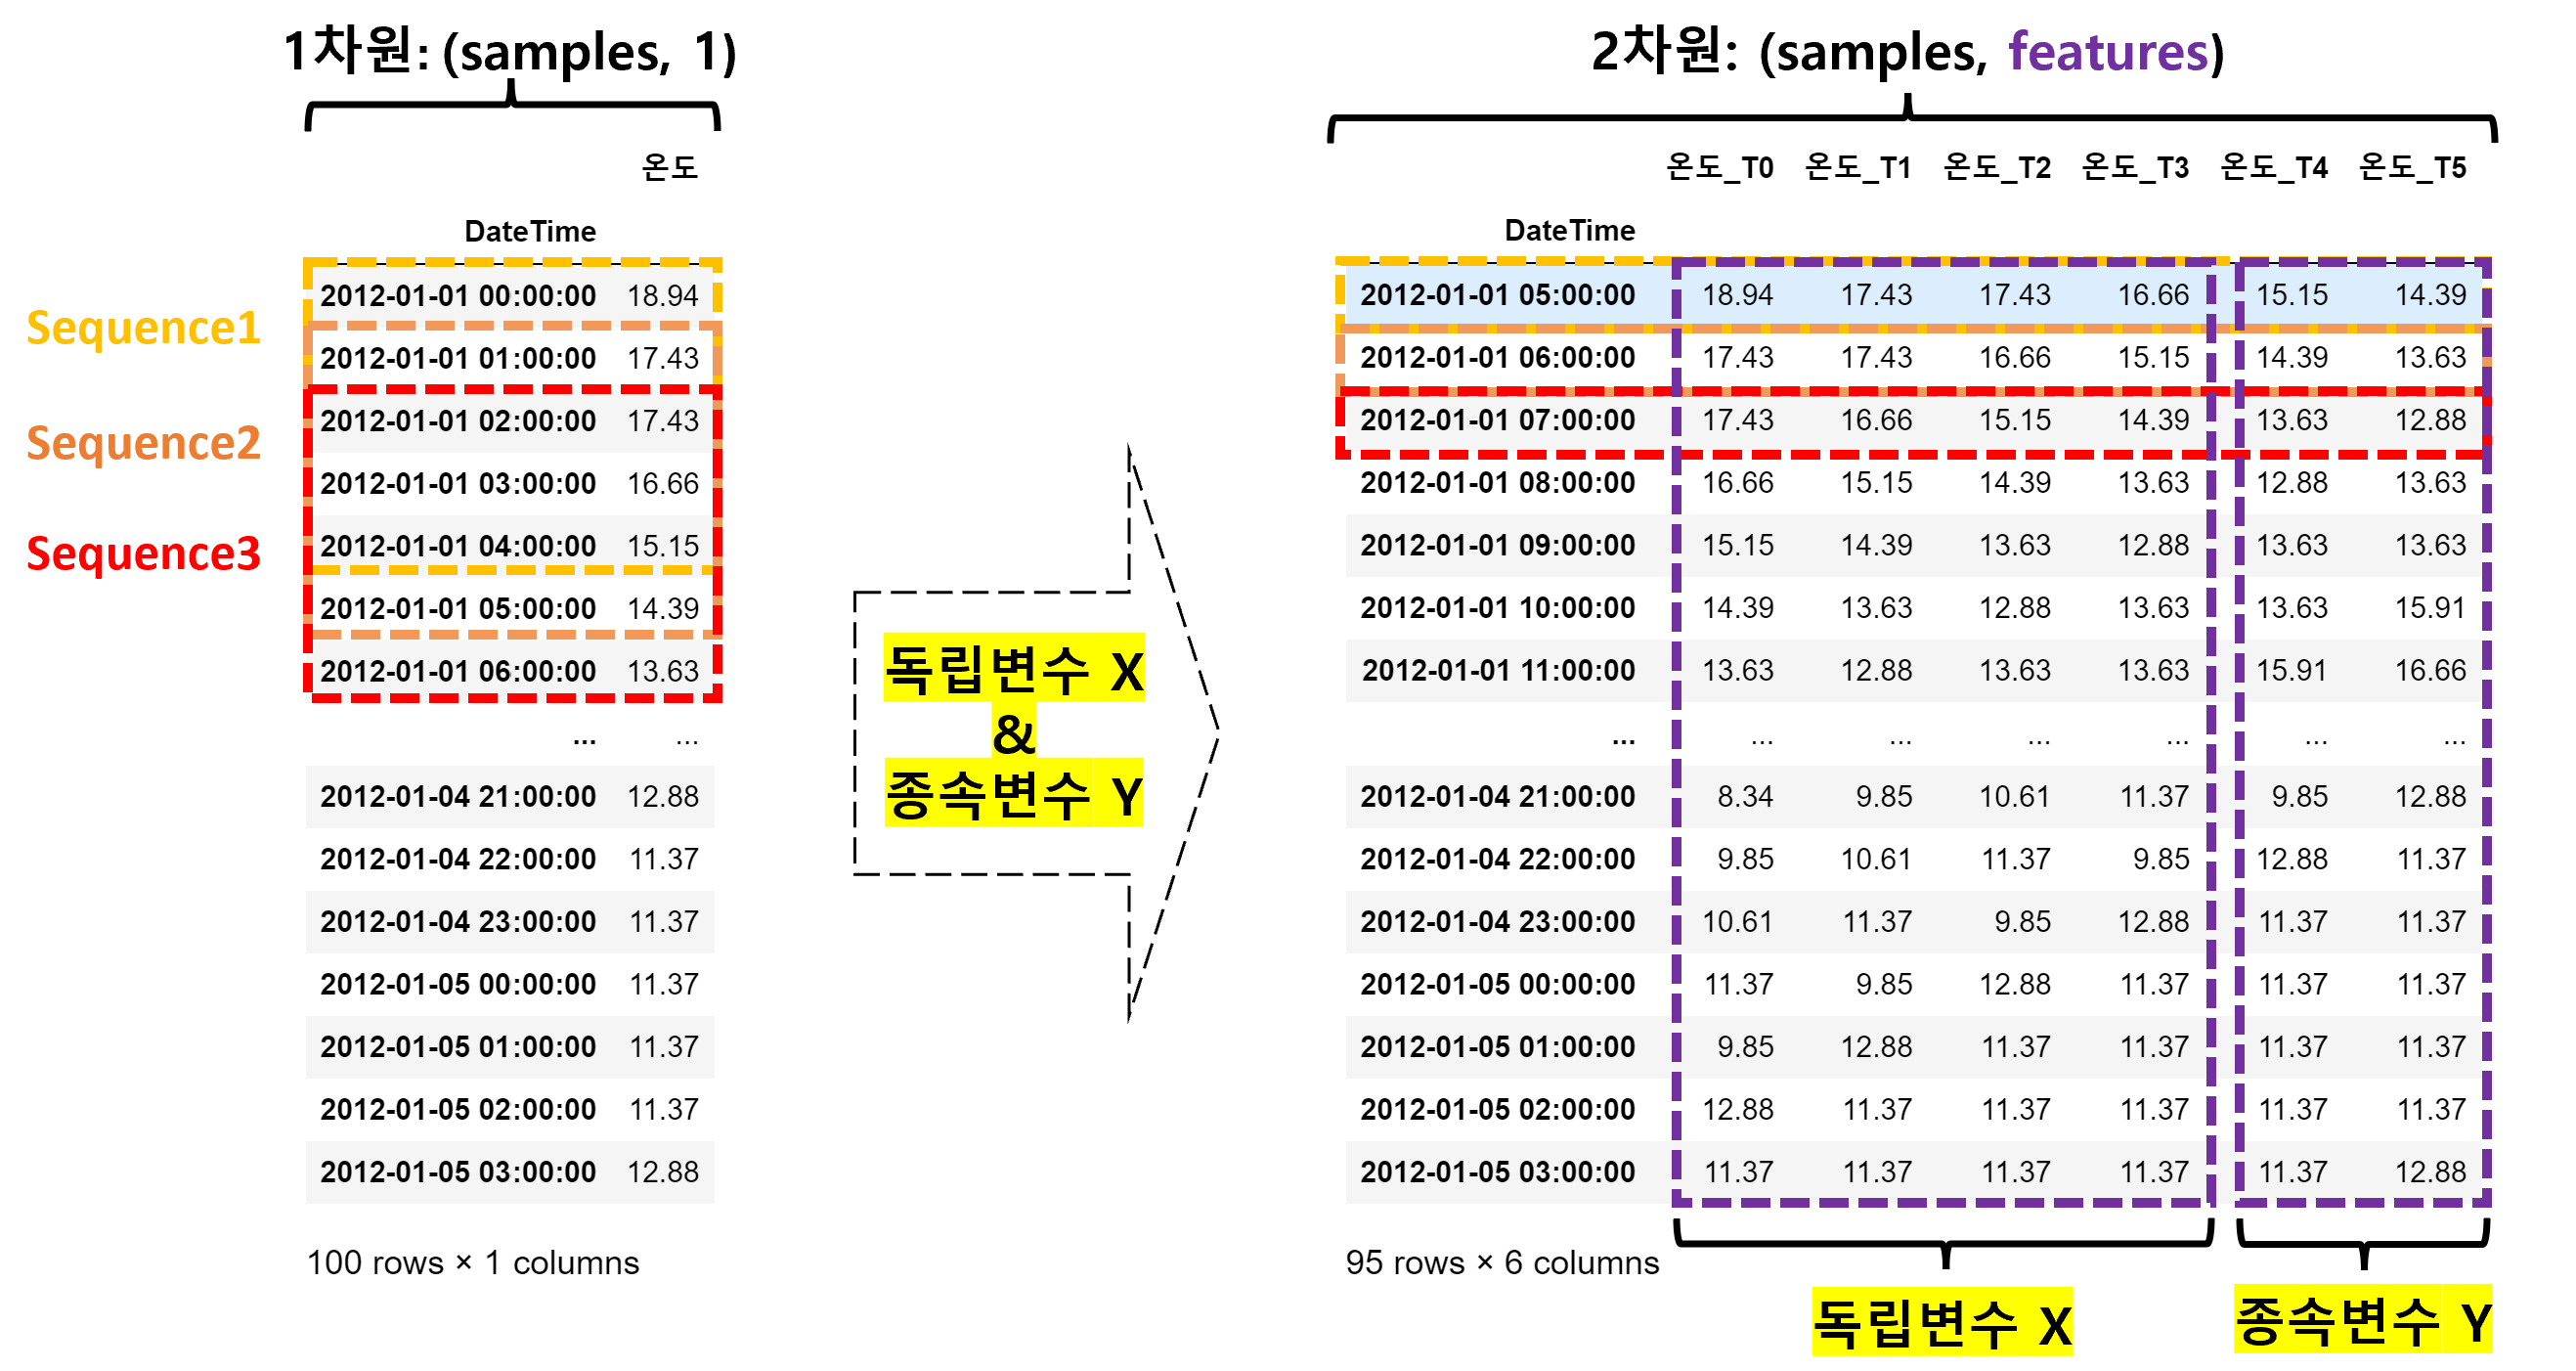 1차원: (samples, 1)
온도
DateTime
2012-01-01 00:00:00 18.94
2012-01-01 01:00:00 17.43
2012-01-01 02:00:00 17.43
2012-01-01 03:00:00 16.66
2012-01-01 04:00:00 15.15
2012-01-01 05:00:00 14.39
2012-01-01 06:00:00 13.63
... ...
2012-01-04 21:00:00 12.88
2012-01-04 22:00:00 11.37
2012-01-04 23:00:00 11.37
2012-01-05 00:00:00 11.37
2012-01-05 01:00:00 11.37
2012-01-05 02:00:00 11.37
2012-01-05 03:00:00 12.88
100 rows × 1 columns
Sequence1
Sequence2
Sequence3
독립변수 X
&
종속변수 Y
2차원: (samples, features)
온도_T0 온도_T1 온도_T2 온도_T3 온도_T4 온도_T5
DateTime
2012-01-01 05:00:00 18.94 17.43 17.43 16.66 15.15 14.39
2012-01-01 06:00:00 17.43 17.43 16.66 15.15 14.39 13.63
2012-01-01 07:00:00 17.43 16.66 15.15 14.39 13.63 12.88
2012-01-01 08:00:00 16.66 15.15 14.39 13.63 12.88 13.63
2012-01-01 09:00:00 15.15 14.39 13.63 12.88 13.63 13.63
2012-01-01 10:00:00 14.39 13.63 12.88 13.63 13.63 15.91
2012-01-01 11:00:00 13.63 12.88 13.63 13.63 15.91 16.66
... ... ... ... ... ... ...
2012-01-04 21:00:00 8.34 9.85 10.61 11.37 9.85 12.88
2012-01-04 22:00:00 9.85 10.61 11.37 9.85 12.88 11.37
2012-01-04 23:00:00 10.61 11.37 9.85 12.88 11.37 11.37
2012-01-05 00:00:00 11.37 9.85 12.88 11.37 11.37 11.37
2012-01-05 01:00:00 9.85 12.88 11.37 11.37 11.37 11.37
2012-01-05 02:00:00 12.88 11.37 11.37 11.37 11.37 11.37
2012-01-05 03:00:00 11.37 11.37 11.37 11.37 11.37 12.88
95 rows × 6 columns
독립변수 X
종속변수 Y